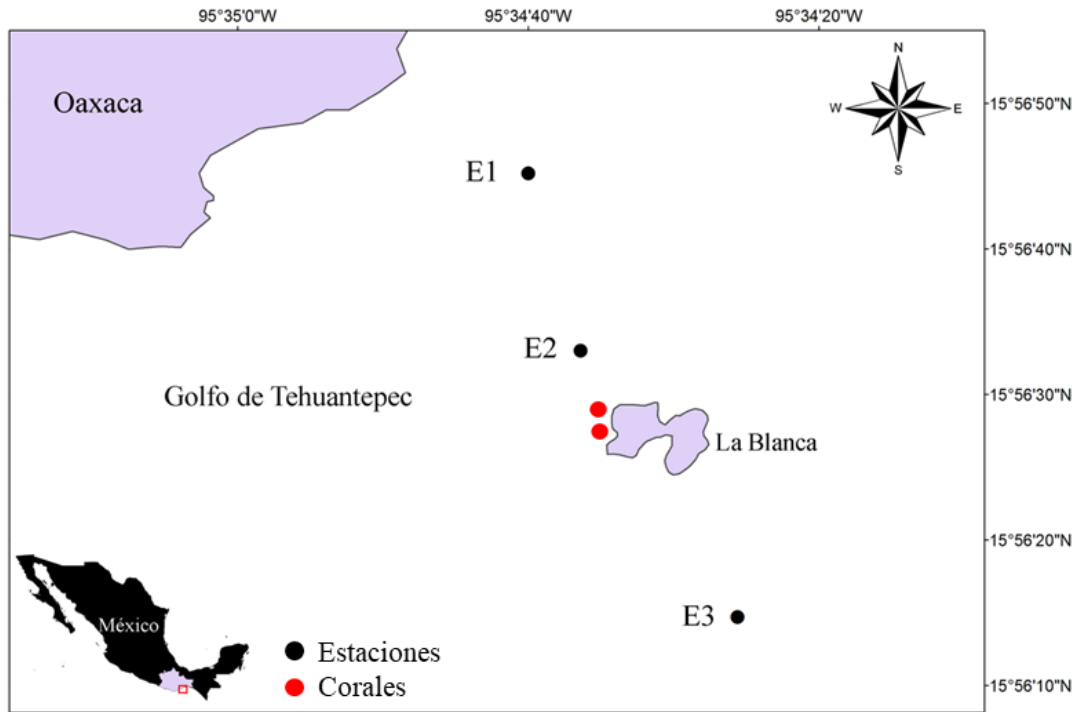 95°35'0"W
95°34'40"W
95°34'20"W
N
Oaxaca
15°56'50"N
W
E
E1
S
15°56'40"N
E2
Golfo de Tehuantepec
15°56'30"N
La Blanca
15°56'20"N
E3
México
Estaciones
Corales
15°56'10"N